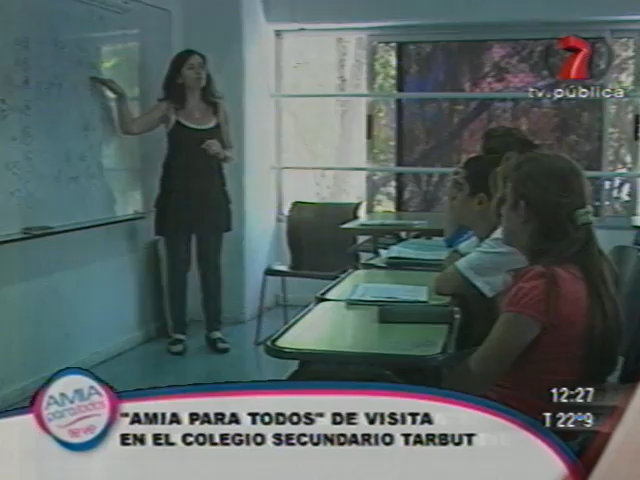 7
tv.pública
12:27
T 22°9
AMIA
para todos
TEVE
"AMIA PARA TODOS" DE VISITA
EN EL COLEGIO SECUNDARIO TARBUT